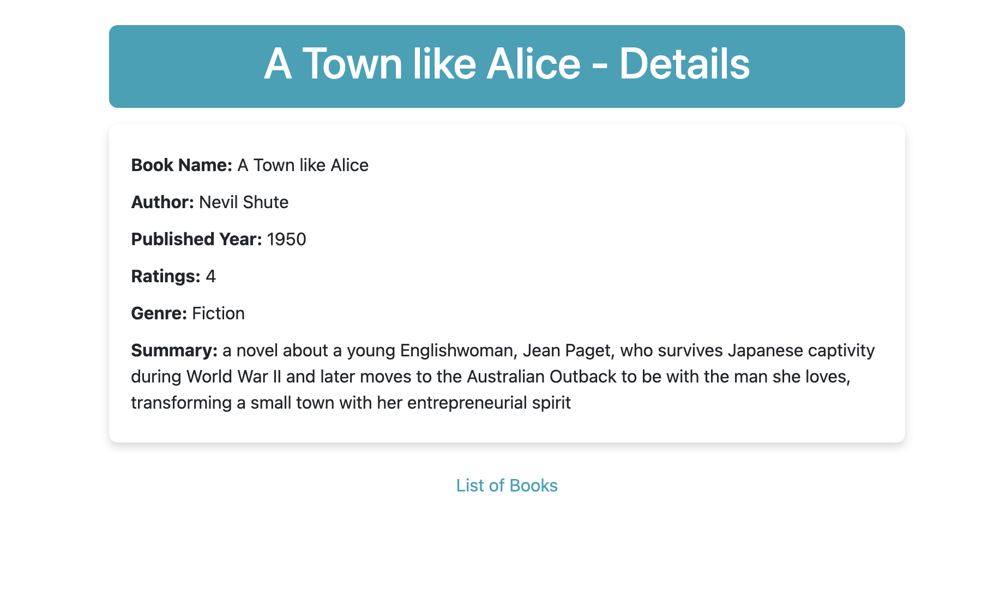 A Town like Alice - Details
Book Name: A Town like Alice
Author: Nevil Shute
Published Year: 1950
Ratings: 4
Genre: Fiction
Summary: a novel about a young Englishwoman, Jean Paget, who survives Japanese captivity
during World War II and later moves to the Australian Outback to be with the man she loves,
transforming a small town with her entrepreneurial spirit
List of Books